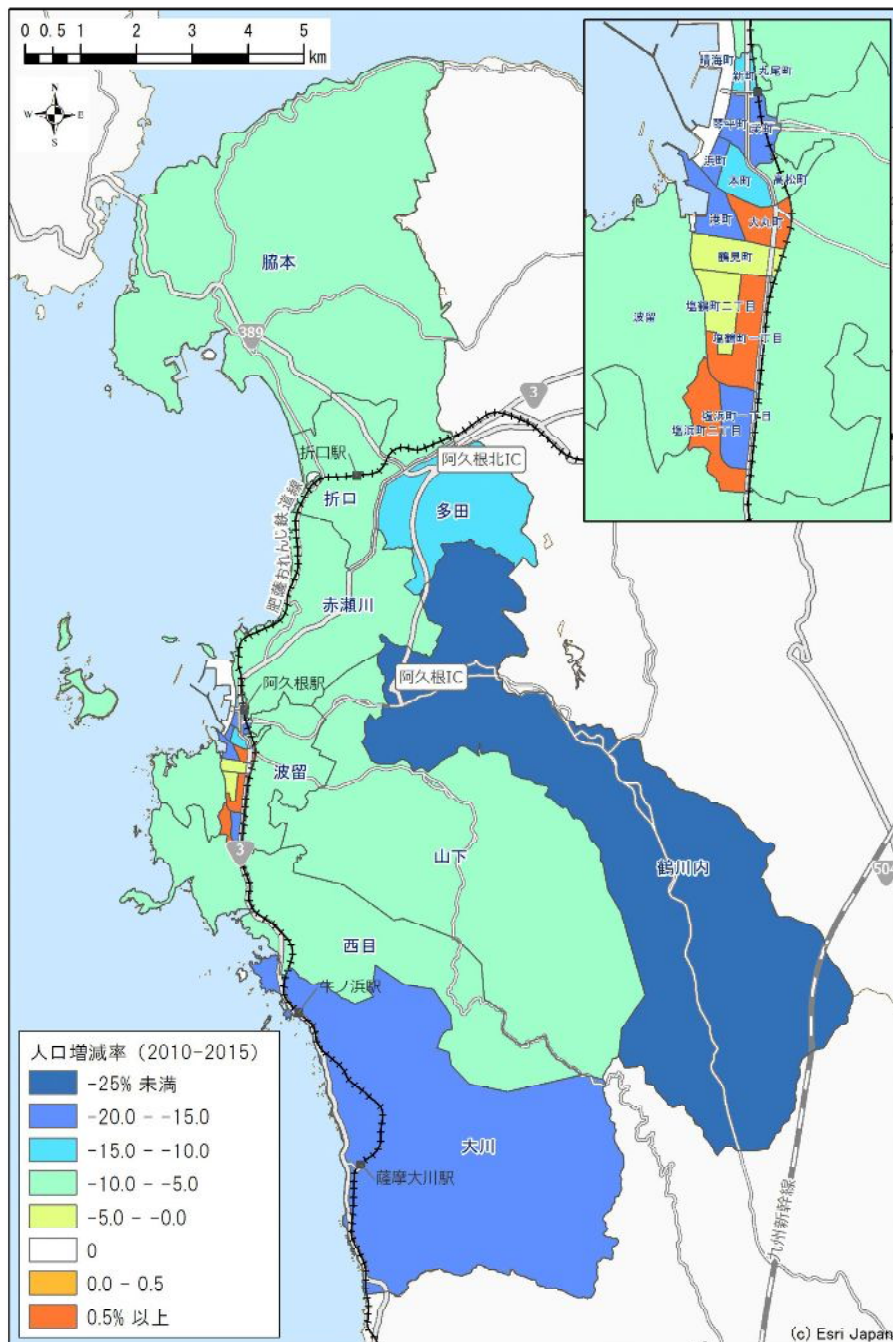 0 0.5 1 2 3 4 5
km
N
W E
S
脇本
389
3
折口駅
阿久根北IC
折口
多田
肥薩おれんじ鉄道線
赤瀬川
阿久根IC
阿久根駅
波留
3
山下
鶴川内
504
西目
牛ノ浜駅
大川
薩摩大川駅
九州新幹線
晴海町
新町
丸尾町
琴平町
栄町
浜町
本町
高松町
港町
大丸町
鶴見町
波留
塩鶴町二丁目
塩鶴町一丁目
塩浜町一丁目
塩浜町二丁目
人口増減率 (2010-2015)
-25% 未満
-20.0 - -15.0
-15.0 - -10.0
-10.0 - -5.0
-5.0 - -0.0
0
0.0 - 0.5
0.5% 以上
(c) Esri Japan